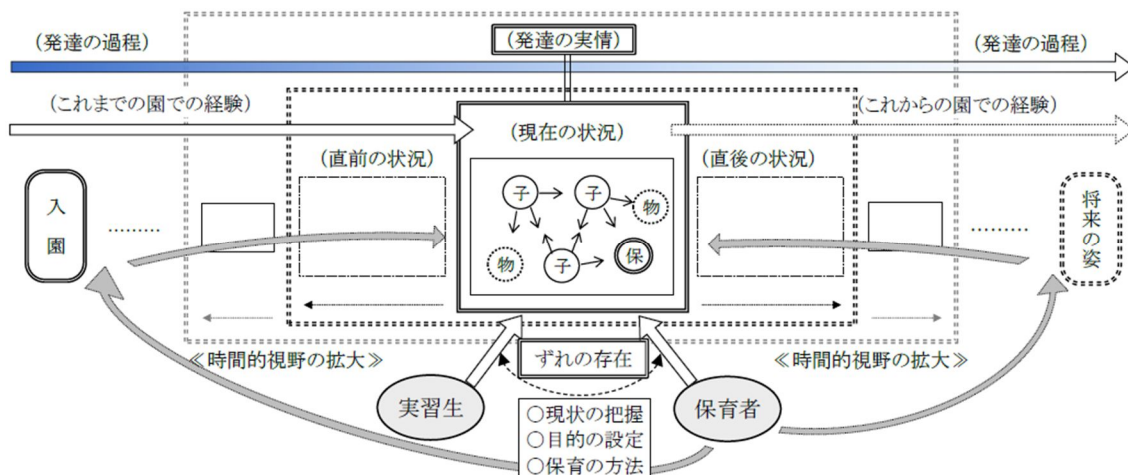 (発達の実情)
(発達の過程)
(発達の過程)
(これまでの園での経験)
(これからの園での経験)
(現在の状況)
(直前の状況)
(直後の状況)
入園
………
子
子
物
物
子
保
………
将来の姿
≪時間的視野の拡大≫
ずれの存在
≪時間的視野の拡大≫
実習生
保育者
○現状の把握
○目的の設定
○保育の方法